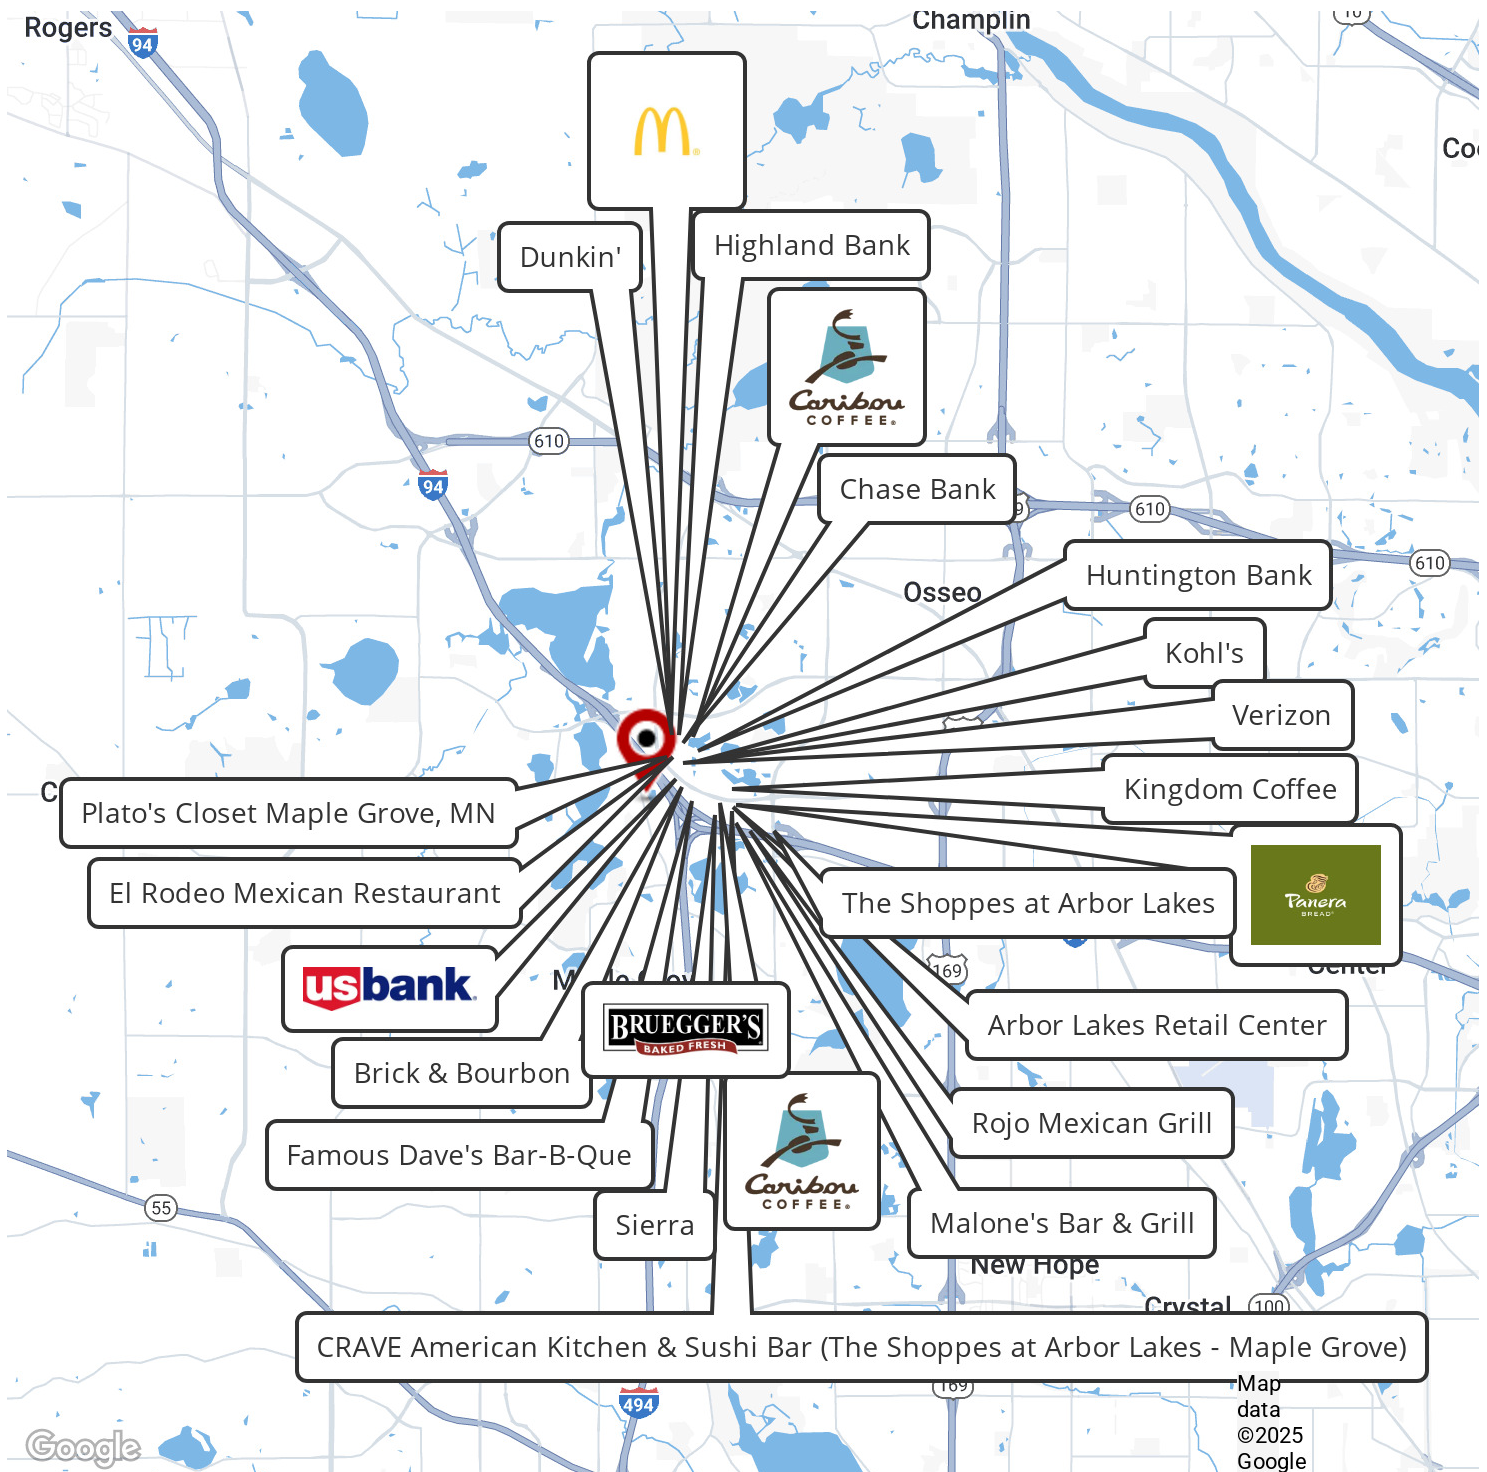 Rogers
94
Champlin
Dunkin'
Highland Bank
Caribou
COFFEE
610
94
Chase Bank
610
610
Osseo
Huntington Bank
Kohl's
Verizon
Kingdom Coffee
Plato's Closet Maple Grove, MN
El Rodeo Mexican Restaurant
Panera
BREAD
The Shoppes at Arbor Lakes
169
usbank
BRUEGGER'S
BAKED FRESH
Arbor Lakes Retail Center
Brick & Bourbon
Rojo Mexican Grill
Famous Dave's Bar-B-Que
Caribou
COFFEE
55
Sierra
Malone's Bar & Grill
New Hope
Crystal
100
CRAVE American Kitchen & Sushi Bar (The Shoppes at Arbor Lakes - Maple Grove)
169
494
Map
data
©2025
Google
Google